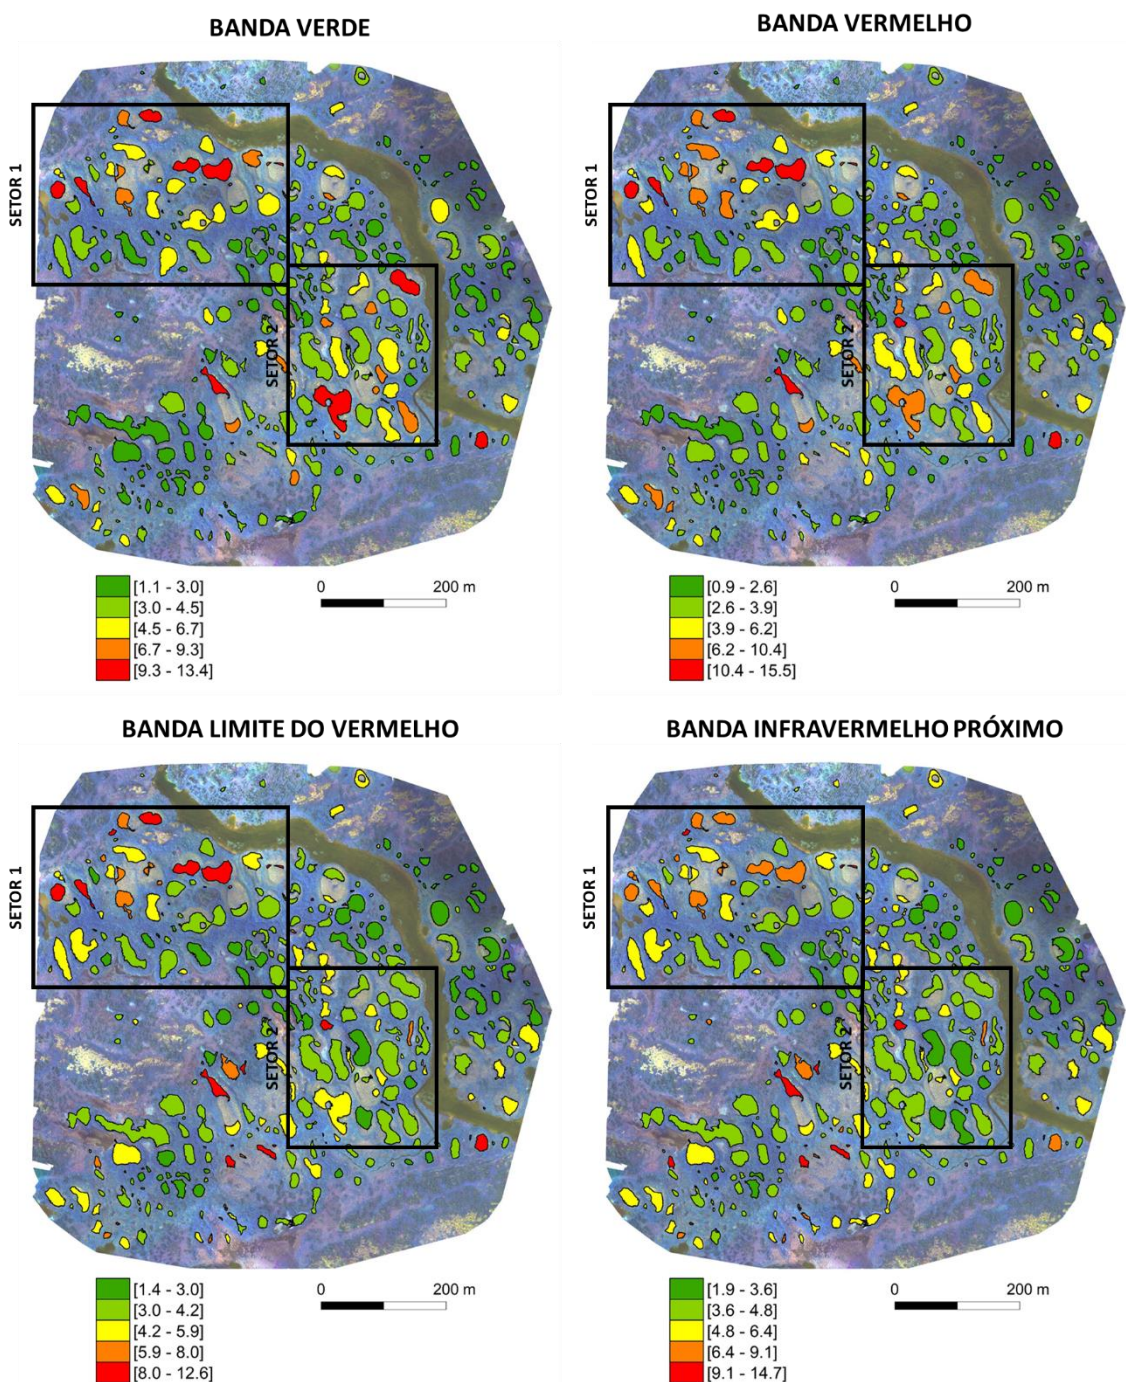 BANDA VERDE
SETOR 1
SETOR 2
[1.1 - 3.0]
[3.0 - 4.5]
[4.5 - 6.7]
[6.7 - 9.3]
[9.3 - 13.4]
0 200 m
BANDA VERMELHO
SETOR 1
SETOR 2
[0.9 - 2.6]
[2.6 - 3.9]
[3.9 - 6.2]
[6.2 - 10.4]
[10.4 - 15.5]
0 200 m
BANDA LIMITE DO VERMELHO
SETOR 1
SETOR 2
[1.4 - 3.0]
[3.0 - 4.2]
[4.2 - 5.9]
[5.9 - 8.0]
[8.0 - 12.6]
0 200 m
BANDA INFRAVERMELHO PRÓXIMO
SETOR 1
SETOR 2
[1.9 - 3.6]
[3.6 - 4.8]
[4.8 - 6.4]
[6.4 - 9.1]
[9.1 - 14.7]
0 200 m